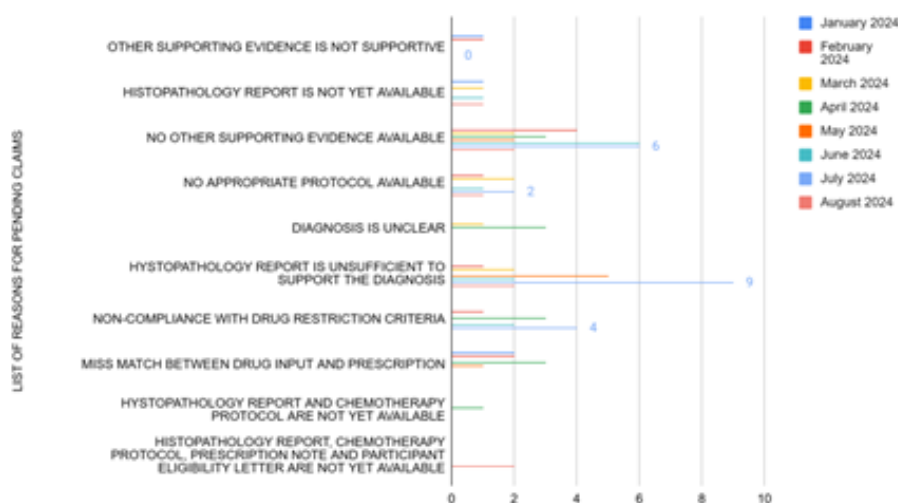 OTHER SUPPORTING EVIDENCE IS NOT SUPPORTIVE
0
HISTOPATHOLOGY REPORT IS NOT YET AVAILABLE
NO OTHER SUPPORTING EVIDENCE AVAILABLE
6
NO APPROPRIATE PROTOCOL AVAILABLE
2
DIAGNOSIS IS UNCLEAR
HYSTOPATHOLOGY REPORT IS UNSUFFICIENT TO
SUPPORT THE DIAGNOSIS
9
NON-COMPLIANCE WITH DRUG RESTRICTION CRITERIA
4
MISS MATCH BETWEEN DRUG INPUT AND PRESCRIPTION
HYSTOPATHOLOGY REPORT AND CHEMOTHERAPY
PROTOCOL ARE NOT YET AVAILABLE
HISTOPATHOLOGY REPORT, CHEMOTHERAPY
PROTOCOL, PRESCRIPTION NOTE AND PARTICIPANT
ELIGIBILITY LETTER ARE NOT YET AVAILABLE
LIST OF REASONS FOR PENDING CLAIMS
0 2 4 6 8 10
January 2024
February
2024
March 2024
April 2024
May 2024
June 2024
July 2024
August 2024